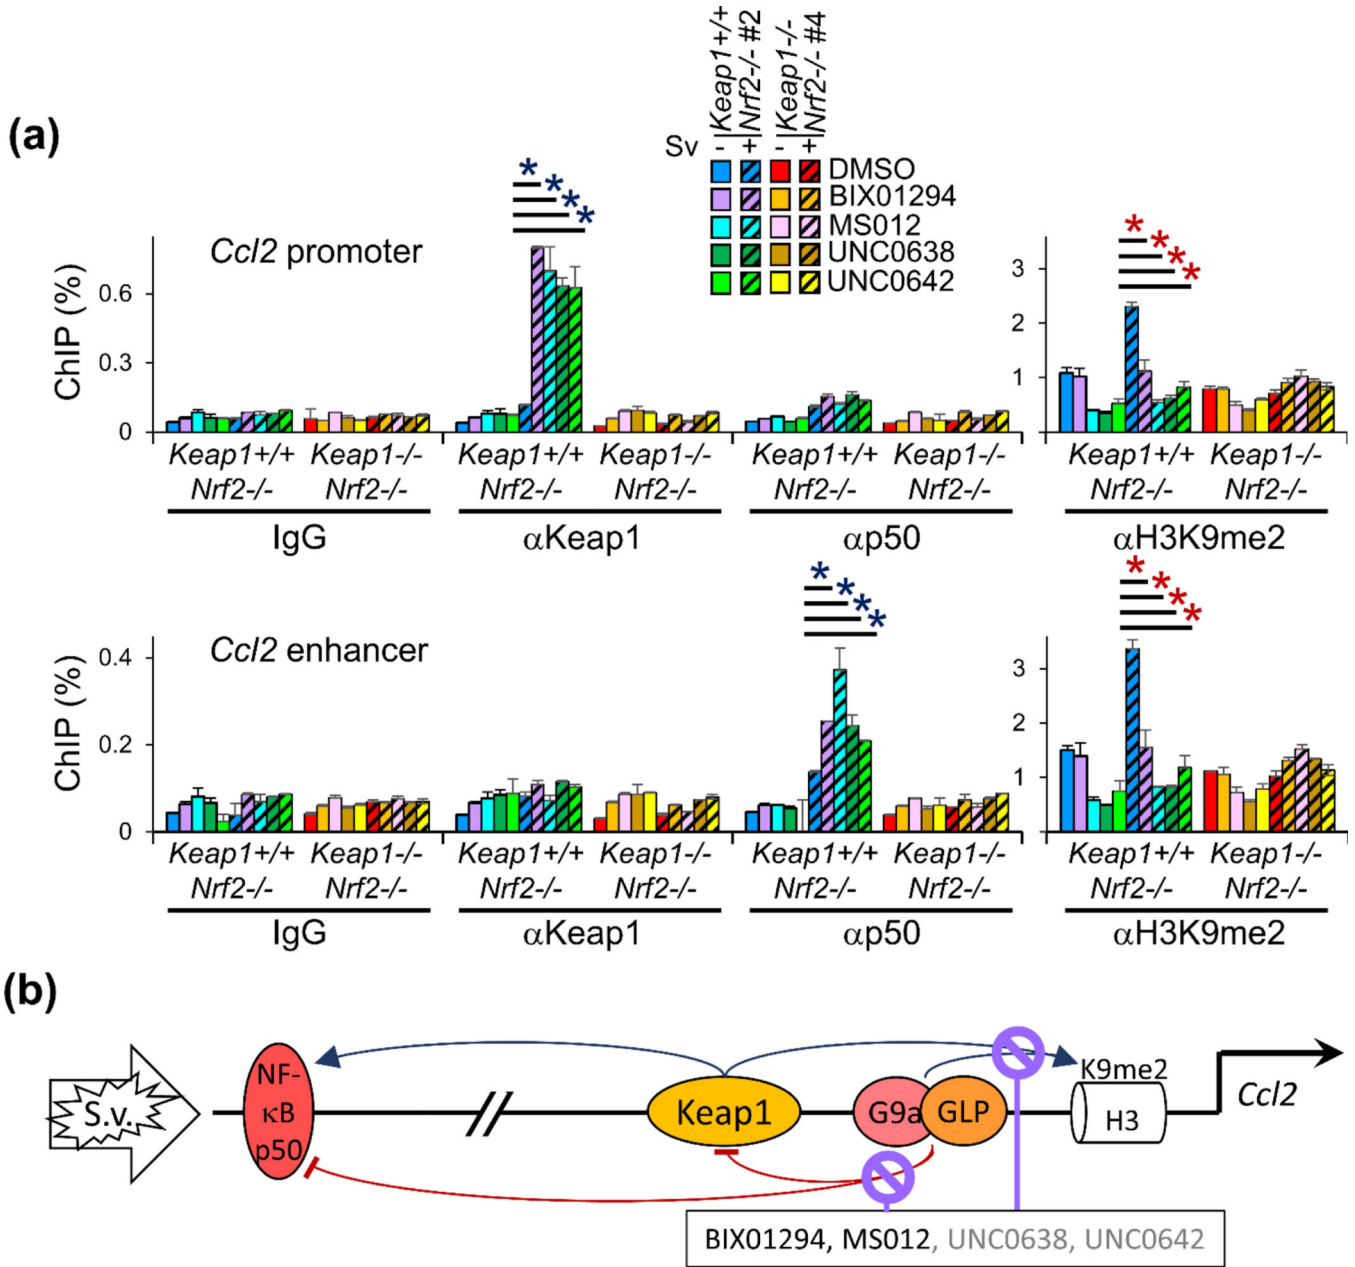 (a)
Keap1+/+
Nrf2-/- #2
Keap1-/-
Nrf2-/- #4
Sv - + - +
DMSO
BIX01294
MS012
UNC0638
UNC0642
* * * *
* * * *
Ccl2 promoter
ChIP (%)
0.6
0.3
0
3
2
1
Keap1+/+ Keap1-/- Keap1+/+ Keap1-/- Keap1+/+ Keap1-/- Keap1+/+ Keap1-/-
Nrf2-/- Nrf2-/- Nrf2-/- Nrf2-/- Nrf2-/- Nrf2-/- Nrf2-/- Nrf2-/-
IgG αKeap1 αp50 αH3K9me2
* * * *
* * * *
Ccl2 enhancer
ChIP (%)
0.4
0.2
0
3
2
1
Keap1+/+ Keap1-/- Keap1+/+ Keap1-/- Keap1+/+ Keap1-/- Keap1+/+ Keap1-/-
Nrf2-/- Nrf2-/- Nrf2-/- Nrf2-/- Nrf2-/- Nrf2-/- Nrf2-/- Nrf2-/-
IgG αKeap1 αp50 αH3K9me2
(b)
S.v.
NF-
κB
p50
Keap1
G9a
GLP
K9me2
H3
Ccl2
BIX01294, MS012, UNC0638, UNC0642